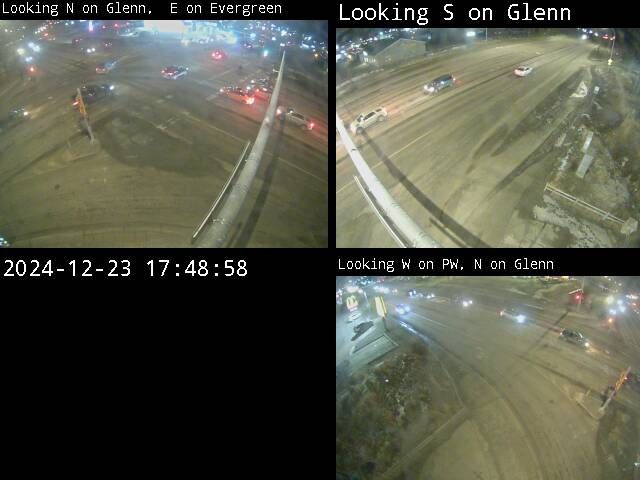 Looking N on Glenn,  E on Evergreen
Looking S on Glenn
2024-12-23 17:48:58
Looking W on PW, N on Glenn